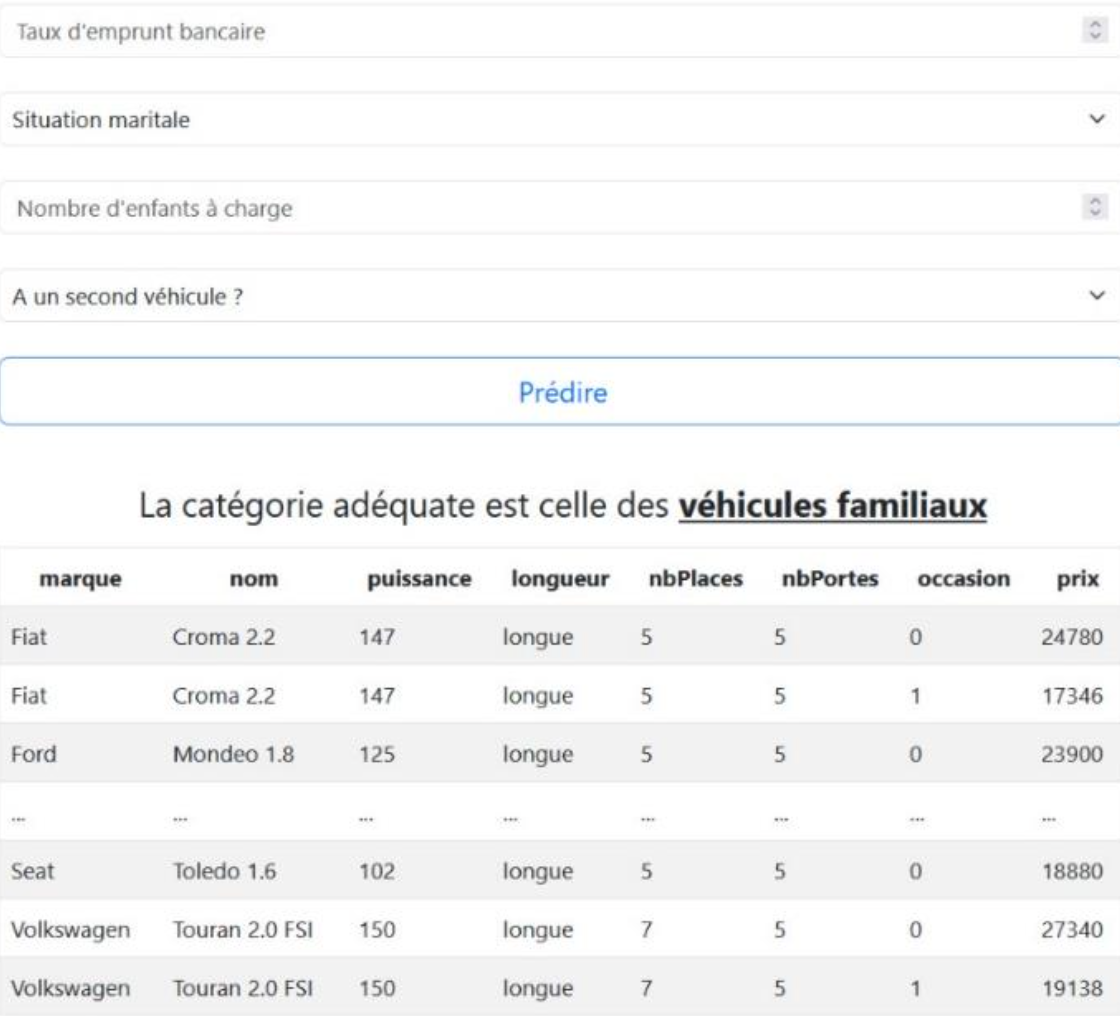 Taux d'emprunt bancaire
Situation maritale
Nombre d'enfants à charge
A un second véhicule ?
Prédire
La catégorie adéquate est celle des véhicules familiaux
marque nom puissance longueur nbPlaces nbPortes occasion prix
Fiat Croma 2.2 147 longue 5 5 0 24780
Fiat Croma 2.2 147 longue 5 5 1 17346
Ford Mondeo 1.8 125 longue 5 5 0 23900
... ... ... ... ... ... ... ...
Seat Toledo 1.6 102 longue 5 5 0 18880
Volkswagen Touran 2.0 FSI 150 longue 7 5 0 27340
Volkswagen Touran 2.0 FSI 150 longue 7 5 1 19138